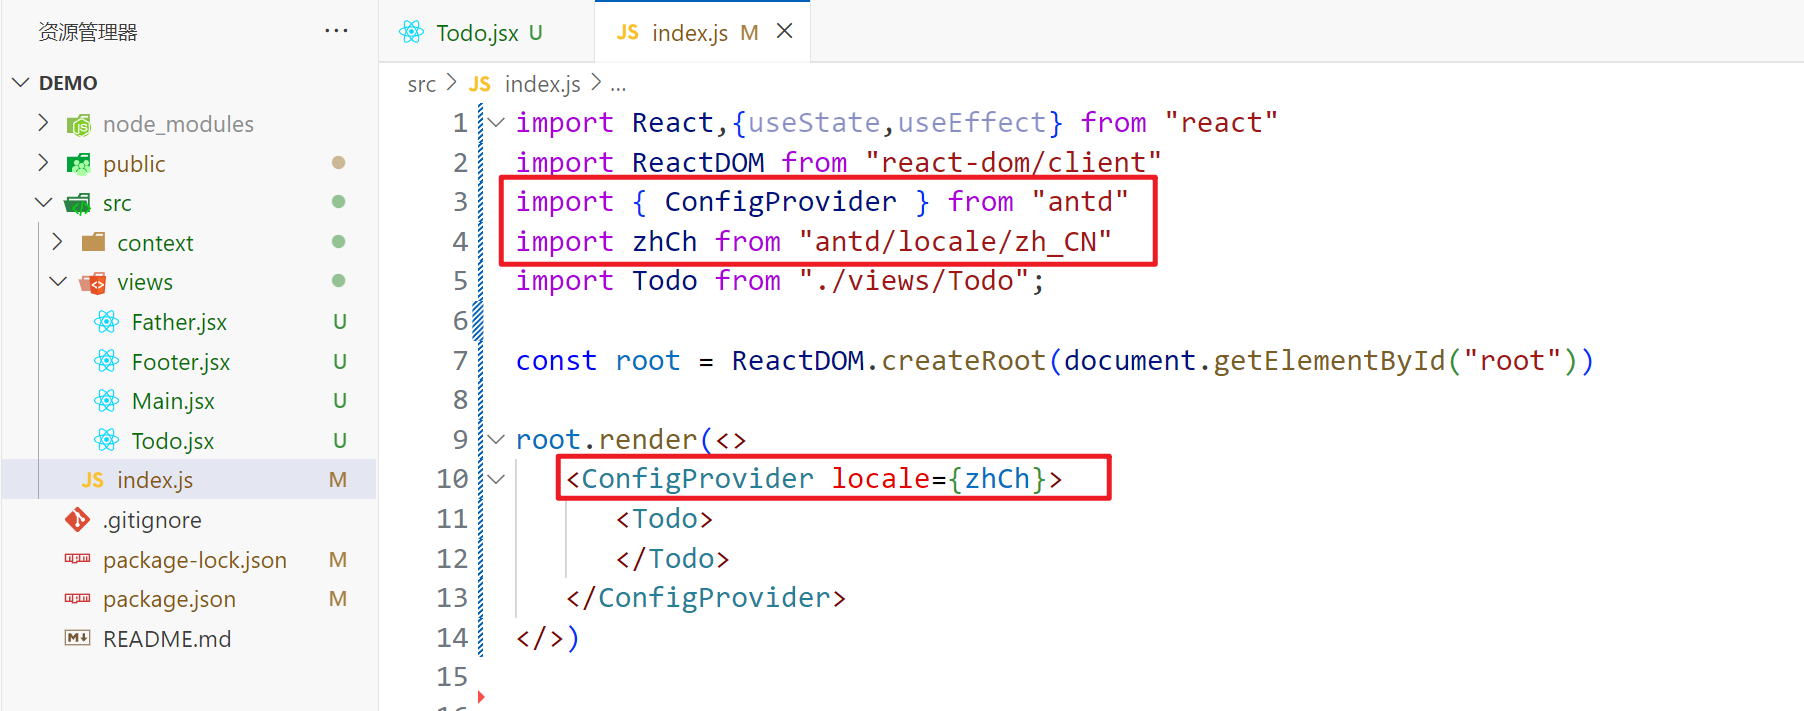 资源管理器 ···
DEMO
node_modules
public
src
context
views
Father.jsx U
Footer.jsx U
Main.jsx U
Todo.jsx U
JS index.js M
.gitignore
package-lock.json M
package.json M
README.md
Todo.jsx U
JS index.js M
src > JS index.js > ...
1 import React,{useState,useEffect} from "react"
2 import ReactDOM from "react-dom/client"
3 import { ConfigProvider } from "antd"
4 import zhCh from "antd/locale/zh_CN"
5 import Todo from "./views/Todo";
6
7 const root = ReactDOM.createRoot(document.getElementById("root"))
8
9 root.render(<>
10 <ConfigProvider locale={zhCh}>
11 <Todo>
12 </Todo>
13 </ConfigProvider>
14 </>)
15